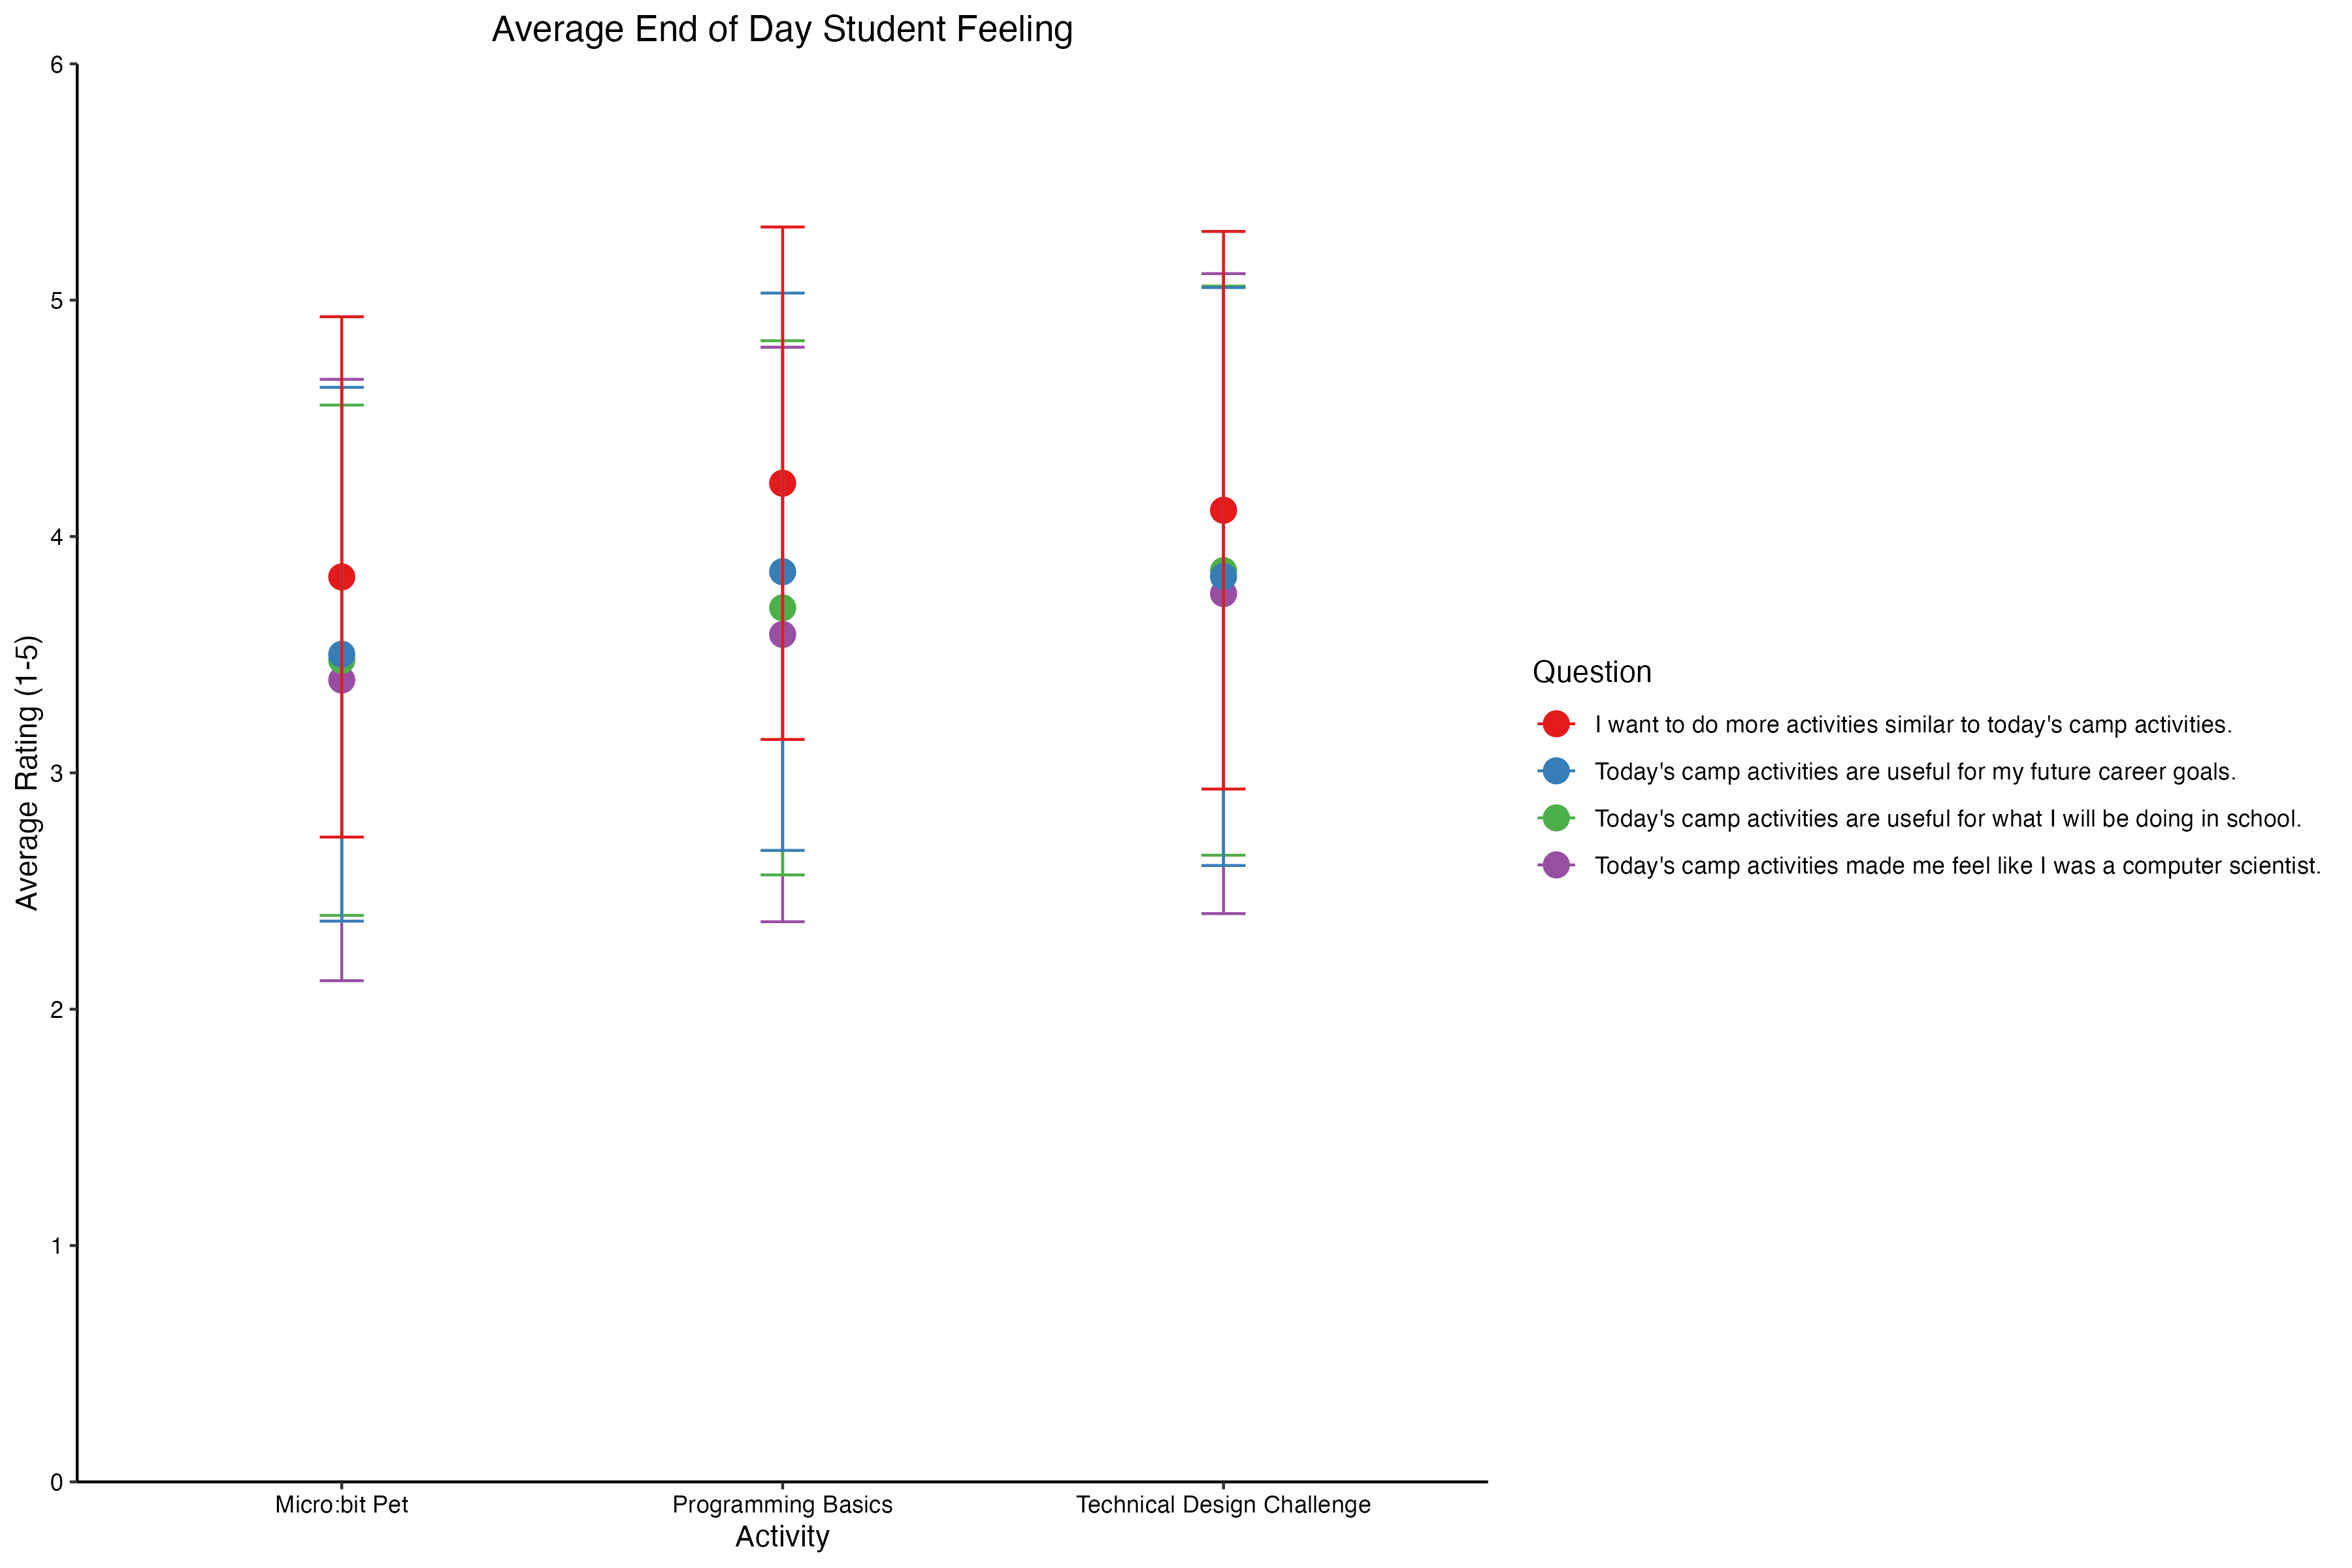 Average End of Day Student Feeling
6
5
4
3
2
1
0
Average Rating (1-5)
Micro:bit Pet
Programming Basics
Technical Design Challenge
Activity
Question
I want to do more activities similar to today's camp activities.
Today's camp activities are useful for my future career goals.
Today's camp activities are useful for what I will be doing in school.
Today's camp activities made me feel like I was a computer scientist.